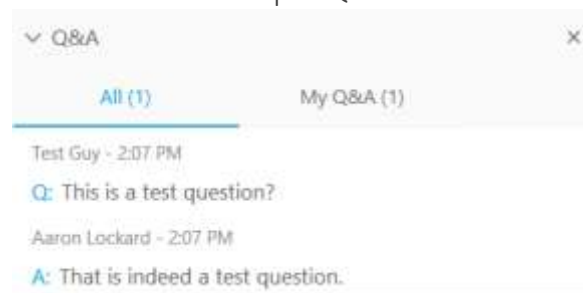 Q&A
All (1) My Q&A (1)
Test Guy - 2:07 PM
Q: This is a test question?
Aaron Lockard - 2:07 PM
A: That is indeed a test question.